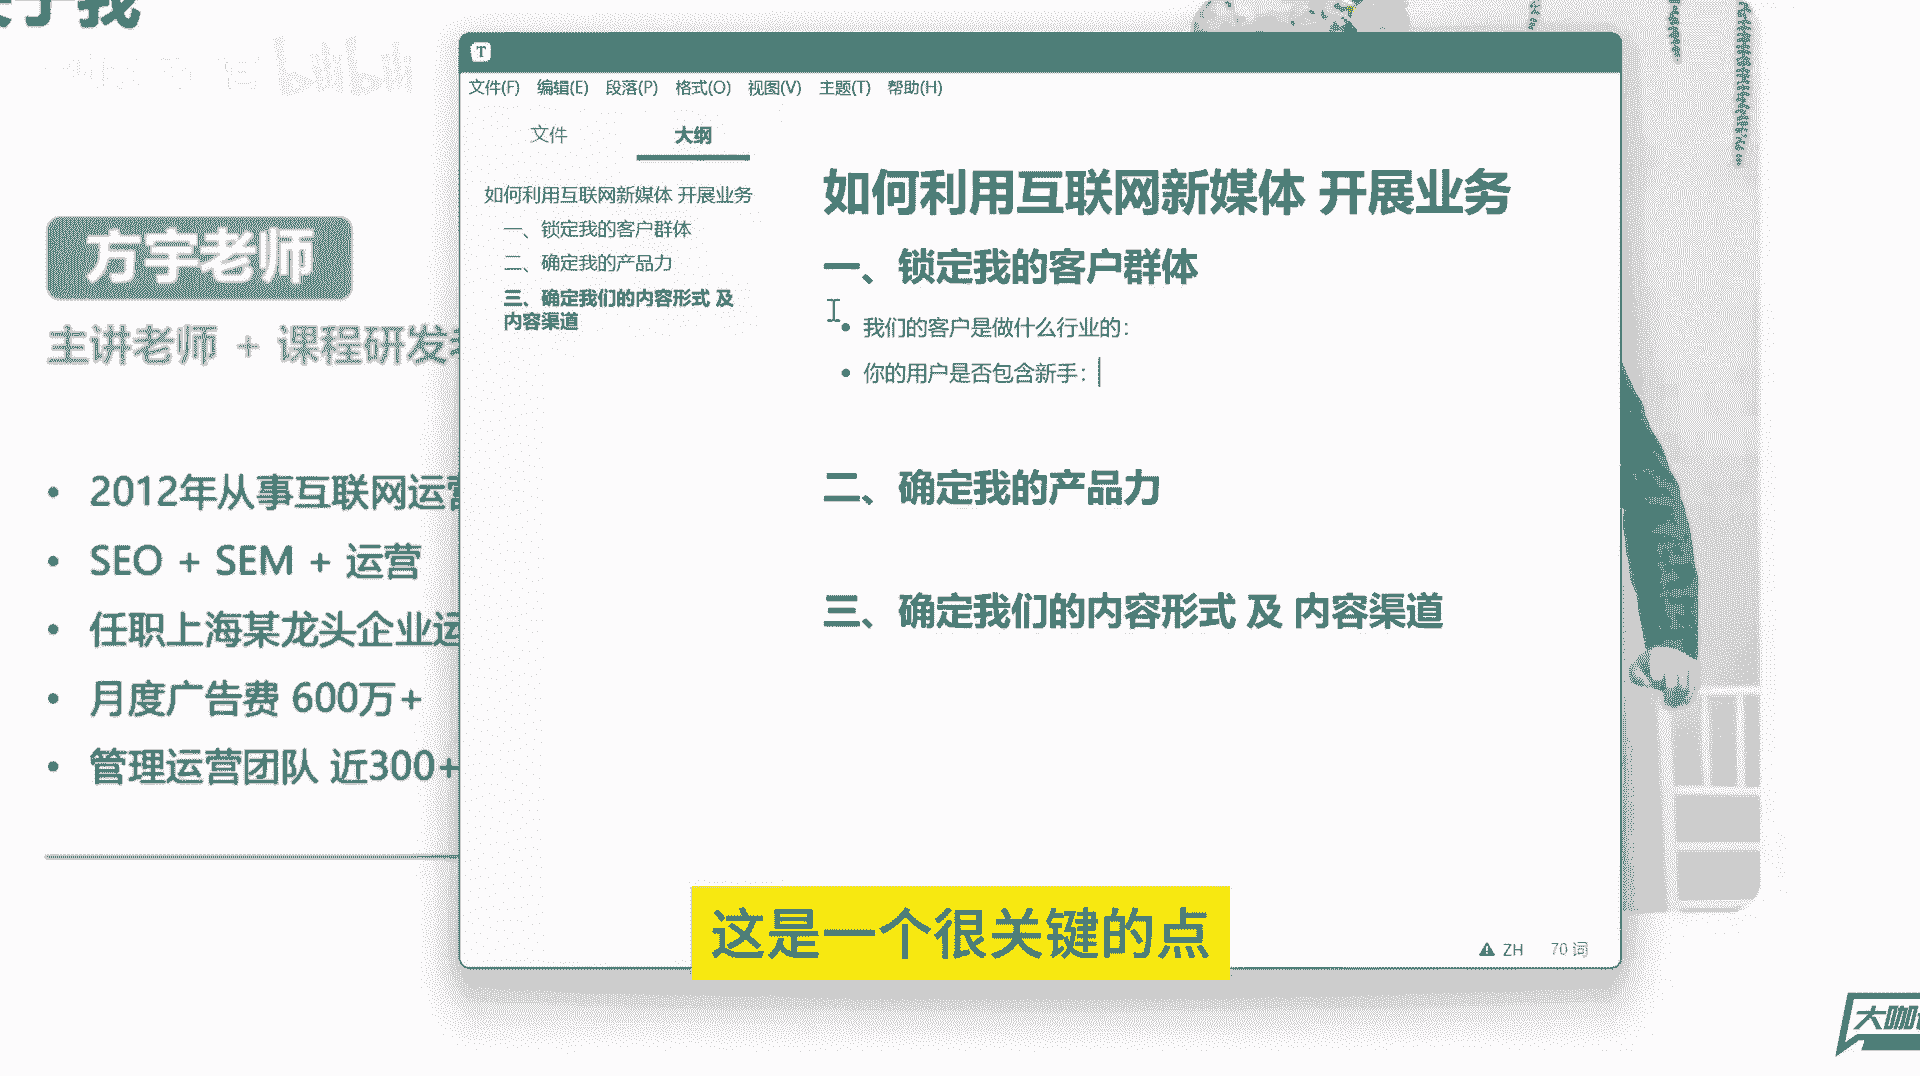 我
bilibili
方宇老师
主讲老师 + 课程研发
2012年从事互联网运营
SEO + SEM + 运营
任职上海某龙头企业运
月度广告费 600万+
管理运营团队 近300+
T
文件(F) 编辑(E) 段落(P) 格式(O) 视图(V) 主题(T) 帮助(H)
文件 大纲
如何利用互联网新媒体 开展业务
一、锁定我的客户群体
二、确定我的产品力
三、确定我们的内容形式 及
内容渠道
如何利用互联网新媒体 开展业务
一、锁定我的客户群体
我们的客户是做什么行业的：
你的用户是否包含新手：
二、确定我的产品力
三、确定我们的内容形式 及 内容渠道
ZH 70 词
这是一个很关键的点
大咖